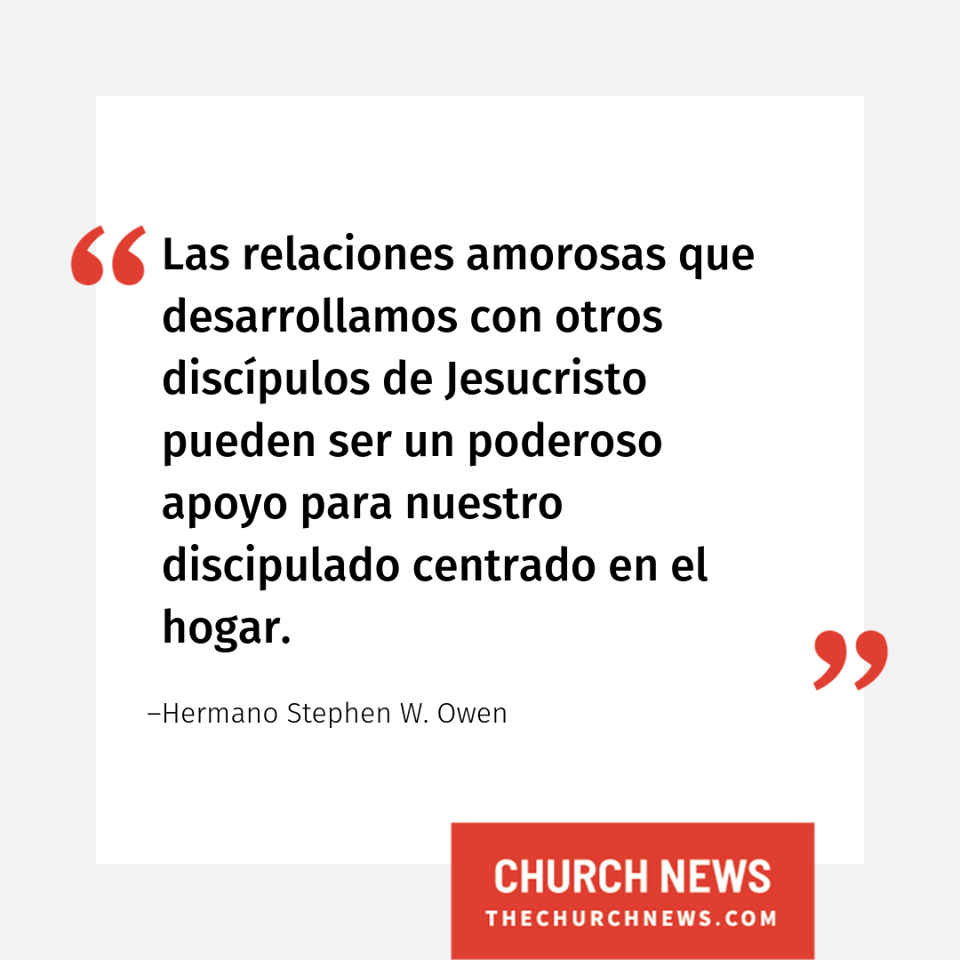 “Las relaciones amorosas que
desarrollamos con otros
discípulos de Jesucristo
pueden ser un poderoso
apoyo para nuestro
discipulado centrado en el
hogar.
”
–Hermano Stephen W. Owen
CHURCH NEWS
THECHURCHNEWS.COM